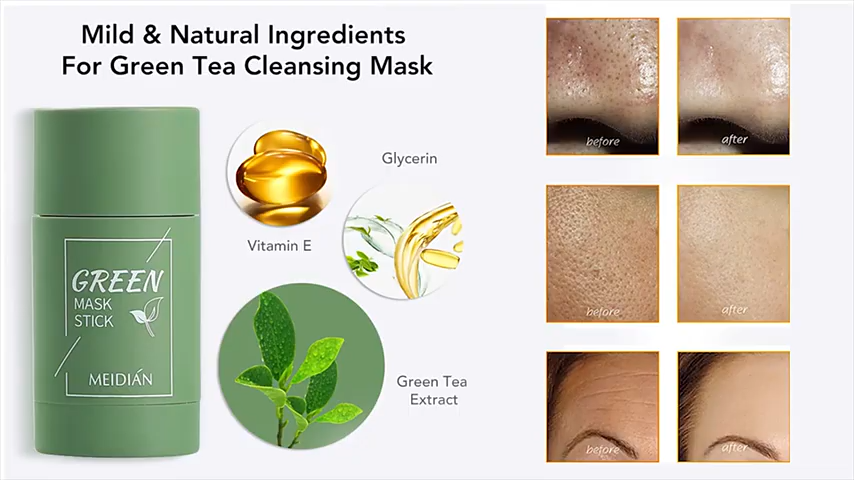 Mild & Natural Ingredients
For Green Tea Cleansing Mask
GREEN
MASK
STICK
MEIDIÁN
Vitamin E
Glycerin
Green Tea
Extract
before
after
before
after
before
after